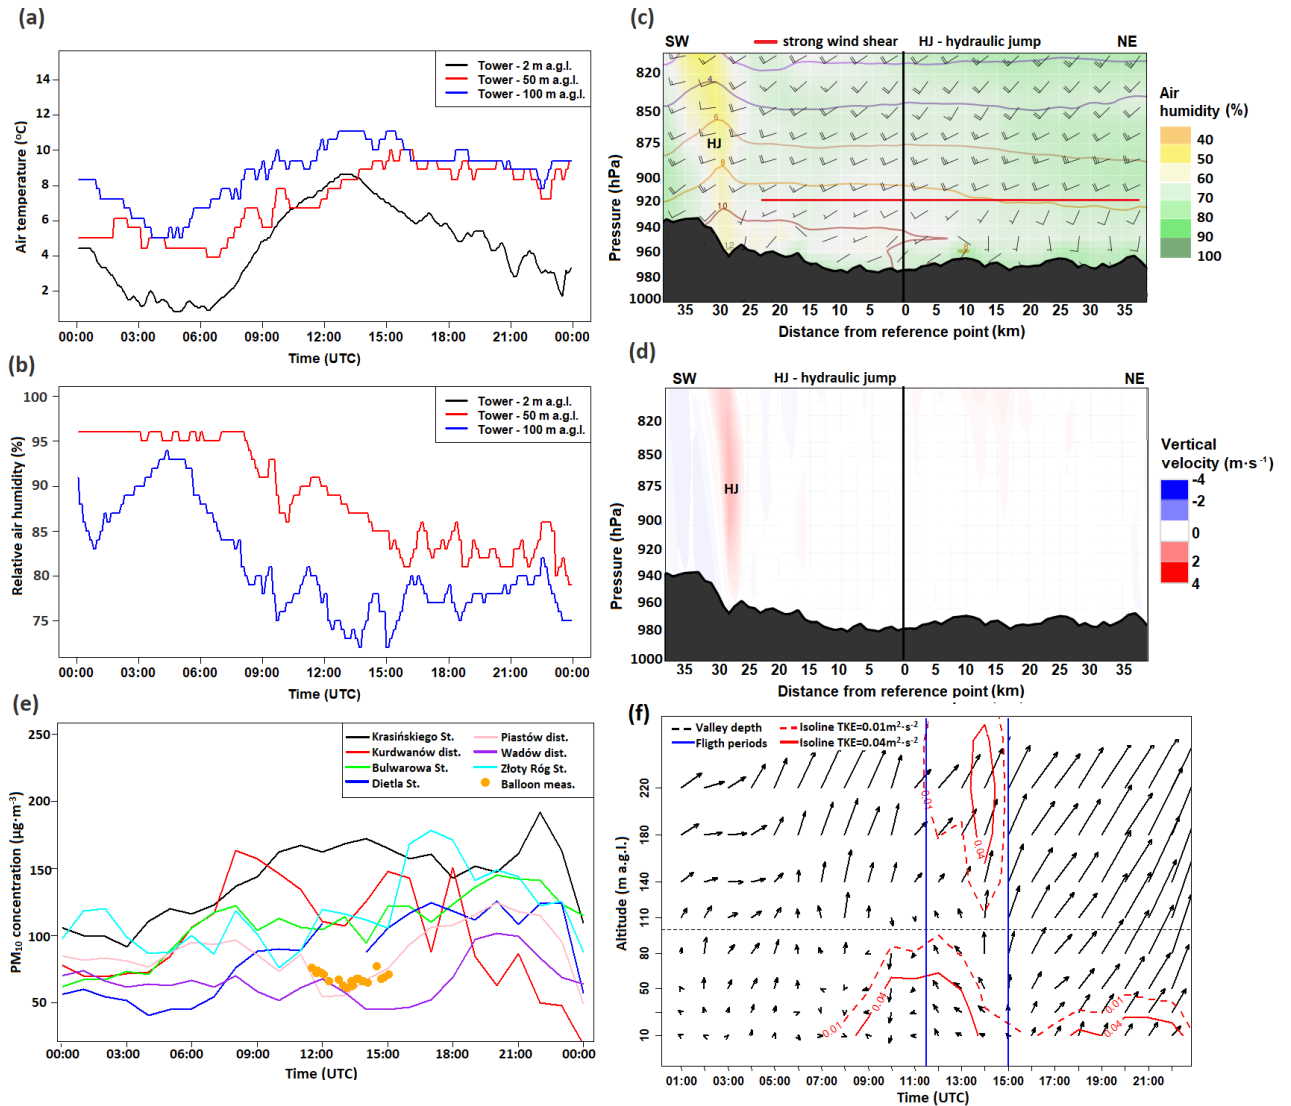 (a)
Tower - 2 m a.g.l.
Tower - 50 m a.g.l.
Tower - 100 m a.g.l.
Air temperature (°C)
14
12
10
8
6
4
2
00:00 03:00 06:00 09:00 12:00 15:00 18:00 21:00 00:00
Time (UTC)
(b)
Tower - 2 m a.g.l.
Tower - 50 m a.g.l.
Tower - 100 m a.g.l.
Relative air humidity (%)
100
95
90
85
80
75
00:00 03:00 06:00 09:00 12:00 15:00 18:00 21:00 00:00
Time (UTC)
(c)
strong wind shear HJ - hydraulic jump
SW NE
Pressure (hPa)
820
850
875
900
920
940
960
980
1000
4
6
HJ
8
10
12
35 30 25 20 15 10 5 0 5 10 15 20 25 30 35
Distance from reference point (km)
Air
humidity (%)
40
50
60
70
80
90
100
(d)
SW HJ - hydraulic jump NE
Pressure (hPa)
820
850
875
900
920
940
960
980
1000
HJ
35 30 25 20 15 10 5 0 5 10 15 20 25 30 35
Distance from reference point (km)
Vertical
velocity (m·s⁻¹)
-4
-2
0
2
4
(e)
Krasińskiego St.
Kurdwanów dist.
Bulwarowa St.
Dietla St.
Piastów dist.
Wadów dist.
Złoty Róg St.
Balloon meas.
PM₁₀ concentration (µg·m⁻³)
250
200
150
100
50
00:00 03:00 06:00 09:00 12:00 15:00 18:00 21:00 00:00
Time (UTC)
(f)
Valley depth
Fligth periods
Isoline TKE=0.01m²·s⁻²
Isoline TKE=0.04m²·s⁻²
Altitude (m a.g.l.)
220
180
140
110
80
50
10
0.01
0.04
0.01
0.04
0.01
0.04
01:00 03:00 05:00 07:00 09:00 11:00 13:00 15:00 17:00 19:00 21:00
Time (UTC)